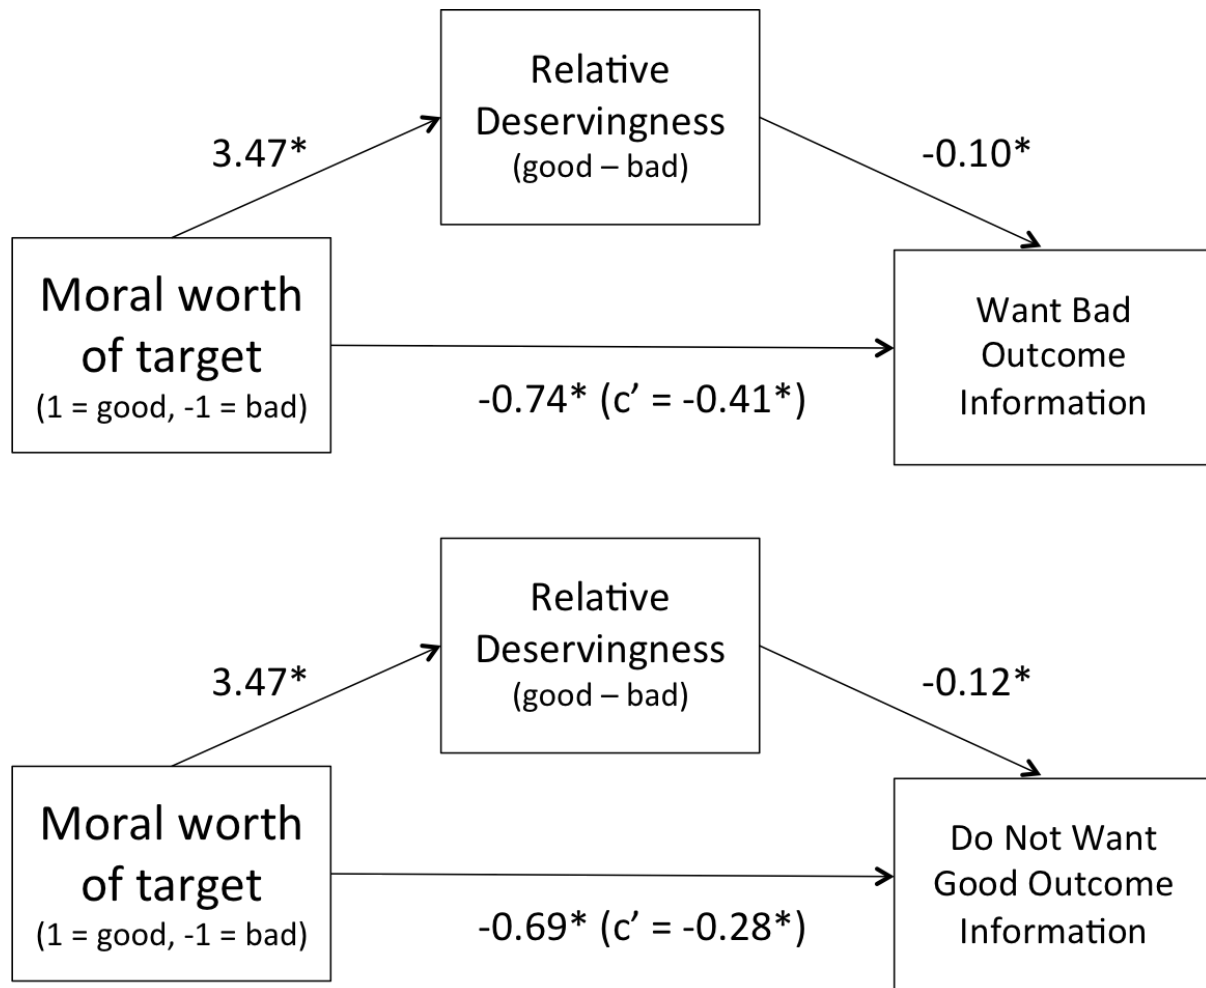 Relative
Deservingness
(good – bad)
3.47*
-0.10*
Moral worth
of target
(1 = good, -1 = bad)
Want Bad
Outcome
Information
-0.74* (c’ = -0.41*)
Relative
Deservingness
(good – bad)
3.47*
-0.12*
Moral worth
of target
(1 = good, -1 = bad)
Do Not Want
Good Outcome
Information
-0.69* (c’ = -0.28*)